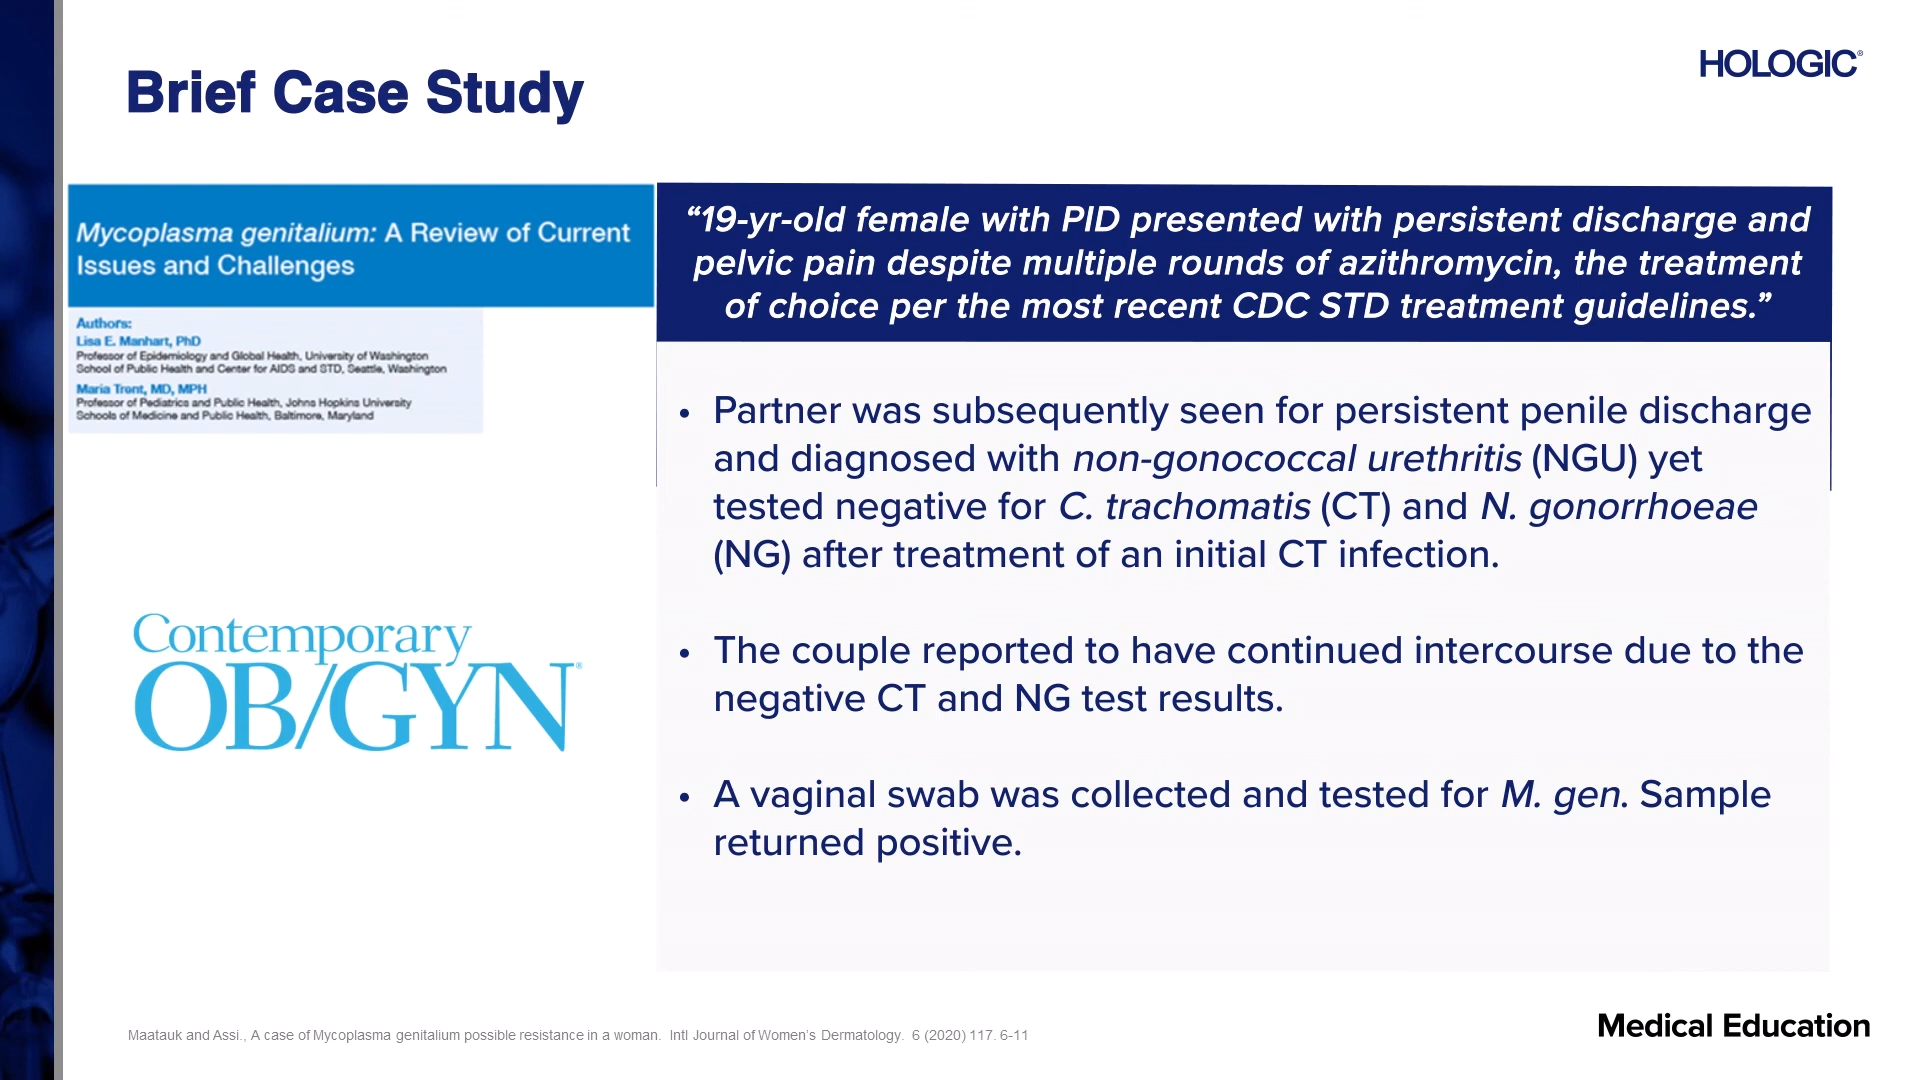 Brief Case Study
HOLOGIC®
Mycoplasma genitalium: A Review of Current
Issues and Challenges
Authors:
Lisa E. Manhart, PhD
Professor of Epidemiology and Global Health, University of Washington
School of Public Health and Center for AIDS and STD, Seattle, Washington
Maria Trent, MD, MPH
Professor of Pediatrics and Public Health, Johns Hopkins University
Schools of Medicine and Public Health, Baltimore, Maryland
Contemporary
OB/GYN®
“19-yr-old female with PID presented with persistent discharge and
pelvic pain despite multiple rounds of azithromycin, the treatment
of choice per the most recent CDC STD treatment guidelines.”
• Partner was subsequently seen for persistent penile discharge
and diagnosed with non-gonococcal urethritis (NGU) yet
tested negative for C. trachomatis (CT) and N. gonorrhoeae
(NG) after treatment of an initial CT infection.
• The couple reported to have continued intercourse due to the
negative CT and NG test results.
• A vaginal swab was collected and tested for M. gen. Sample
returned positive.
Maatauk and Assi., A case of Mycoplasma genitalium possible resistance in a woman. Intl Journal of Women’s Dermatology. 6 (2020) 117. 6-11
Medical Education